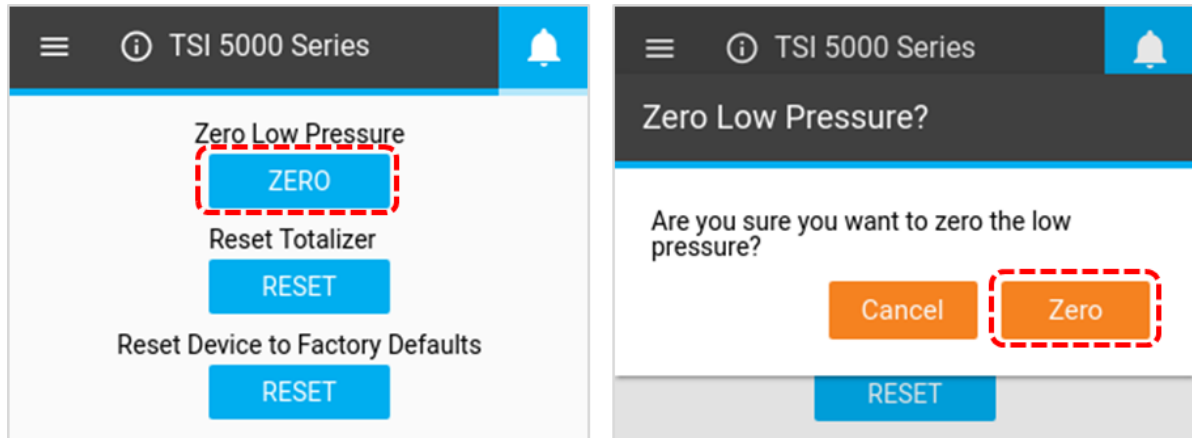 TSI 5000 Series
Zero Low Pressure
ZERO
Reset Totalizer
RESET
Reset Device to Factory Defaults
RESET
TSI 5000 Series
Zero Low Pressure?
Are you sure you want to zero the low
pressure?
Cancel
Zero
RESET